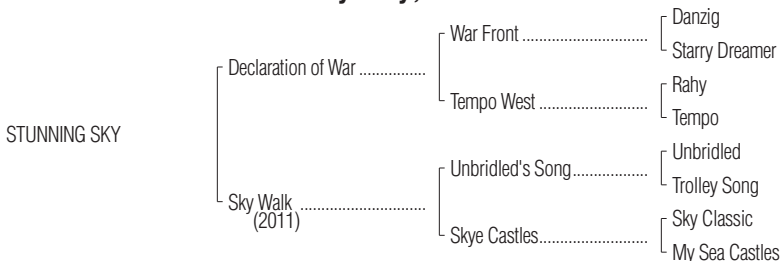 Danzig
War Front ..............................
Starry Dreamer
Declaration of War ................
Rahy
Tempo West ..........................
Tempo
STUNNING SKY
Unbridled
Unbridled's Song..................
Trolley Song
Sky Walk ..............................
(2011)
Sky Classic
Skye Castles..........................
My Sea Castles